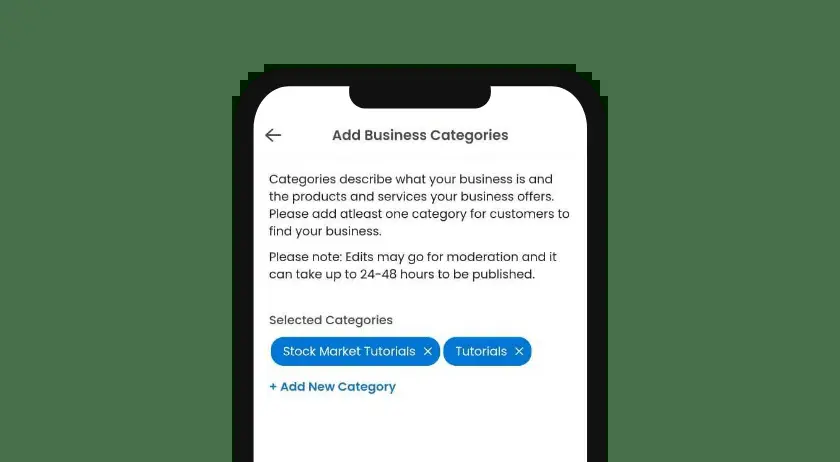 Add Business Categories
Categories describe what your business is and
the products and services your business offers.
Please add atleast one category for customers to
find your business.
Please note: Edits may go for moderation and it
can take up to 24-48 hours to be published.
Selected Categories
Stock Market Tutorials × Tutorials ×
+ Add New Category